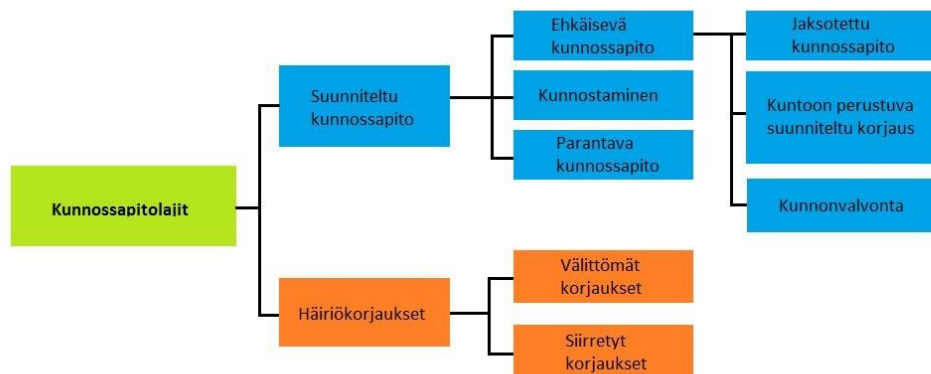 Kunnossapitolajit
Suunniteltu
kunnossapito
Häiriökorjaukset
Ehkäisevä
kunnossapito
Kunnostaminen
Parantava
kunnossapito
Välittömät
korjaukset
Siirretyt
korjaukset
Jaksotettu
kunnossapito
Kuntoon perustuva
suunniteltu korjaus
Kunnonvalvonta